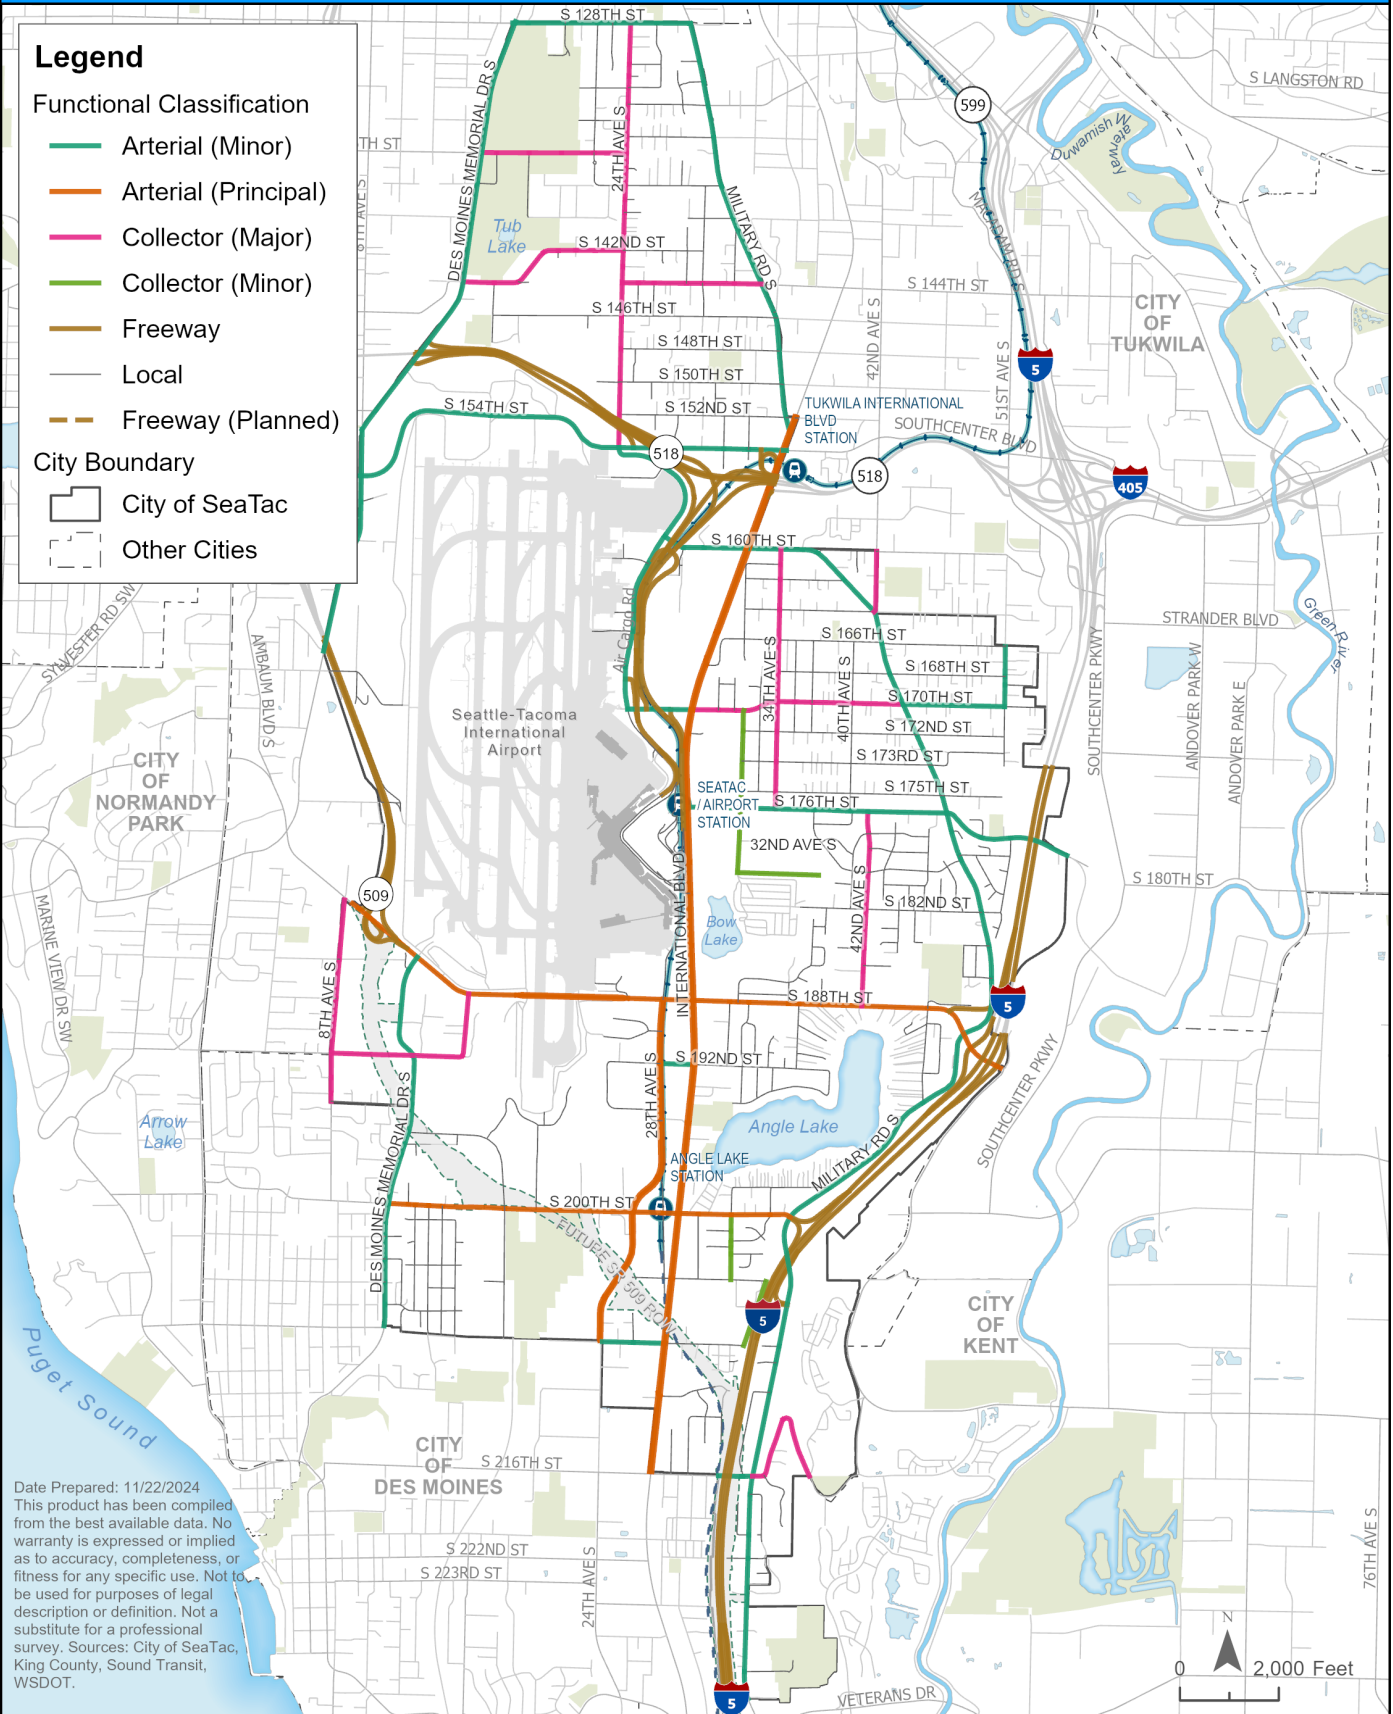 Legend
Functional Classification
Arterial (Minor)
Arterial (Principal)
Collector (Major)
Collector (Minor)
Freeway
Local
Freeway (Planned)
City Boundary
City of SeaTac
Other Cities
S 128TH ST
S LANGSTON RD
599
DES MOINES MEMORIAL DR S
24TH AVE S
Duwamish Waterway
MILITARY RD S
MACADAM RD S
Tub
Lake
S 142ND ST
S 144TH ST
S 146TH ST
CITY
OF
TUKWILA
42ND AVE S
S 148TH ST
51ST AVE S
5
S 150TH ST
S 154TH ST
S 152ND ST
TUKWILA INTERNATIONAL
BLVD
STATION
SOUTHCENTER BLVD
518
518
405
S 160TH ST
SYLVESTER RD SW
AMBAUM BLVD S
Air Cargo Rd
S 166TH ST
STRANDER BLVD
Green River
34TH AVE S
40TH AVE S
S 168TH ST
S 170TH ST
SOUTHCENTER PKWY
ANDOVER PARK W
ANDOVER PARK E
Seattle-Tacoma
International
Airport
S 172ND ST
S 173RD ST
CITY
OF
NORMANDY
PARK
SEATAC
/ AIRPORT
STATION
S 175TH ST
S 176TH ST
32ND AVE S
S 180TH ST
509
INTERNATIONAL BLVD
42ND AVE S
S 182ND ST
Bow
Lake
MARINE VIEW DR SW
8TH AVE S
S 188TH ST
5
28TH AVE S
S 192ND ST
SOUTHCENTER PKWY
Arrow
Lake
DES MOINES MEMORIAL DR S
Angle Lake
MILITARY RD S
ANGLE LAKE
STATION
S 200TH ST
FUTURE SR 509 ROW
5
CITY
OF
KENT
Puget Sound
CITY
OF
DES MOINES
S 216TH ST
S 222ND ST
S 223RD ST
24TH AVE S
76TH AVE S
Date Prepared: 11/22/2024
This product has been compiled
from the best available data. No
warranty is expressed or implied
as to accuracy, completeness, or
fitness for any specific use. Not to
be used for purposes of legal
description or definition. Not a
substitute for a professional
survey. Sources: City of SeaTac,
King County, Sound Transit,
WSDOT.
N
0 2,000 Feet
VETERANS DR
5